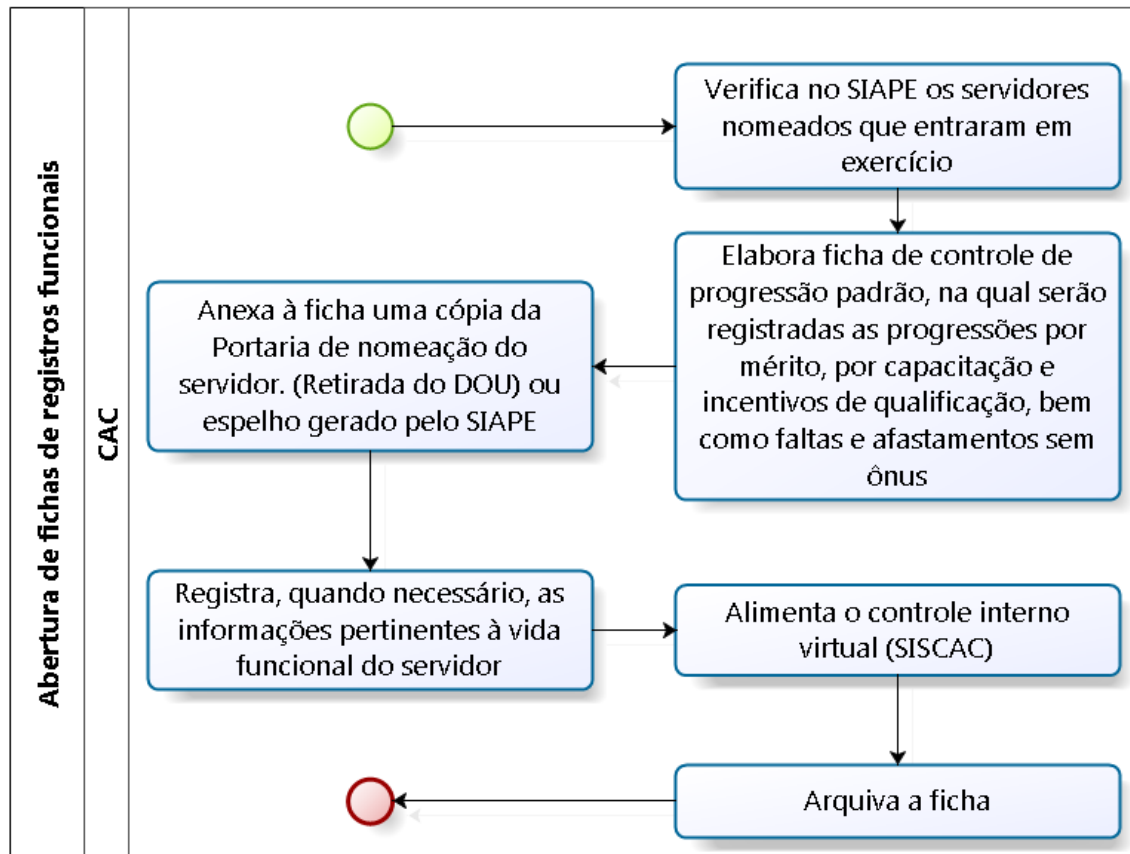 Abertura de fichas de registros funcionais
CAC
Verifica no SIAPE os servidores
nomeados que entraram em
exercício
Elabora ficha de controle de
progressão padrão, na qual serão
registradas as progressões por
mérito, por capacitação e
incentivos de qualificação, bem
como faltas e afastamentos sem
ônus
Anexa à ficha uma cópia da
Portaria de nomeação do
servidor. (Retirada do DOU) ou
espelho gerado pelo SIAPE
Registra, quando necessário, as
informações pertinentes à vida
funcional do servidor
Alimenta o controle interno
virtual (SISCAC)
Arquiva a ficha